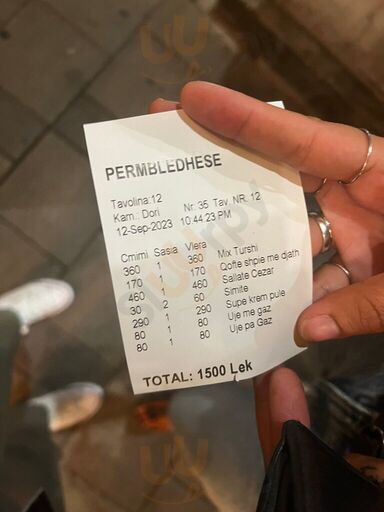 PERMBLEDHESE
Tavolina:12 Nr. 35 Tav. NR. 12
Kam.: Dori
12-Sep-2023 10:44:23 PM
Cmimi Sasia Vlera
360 1 360 Mix Turshi
170 1 170 Qofte shpie me djath
460 1 460 Sallate Cezar
30 2 60 Simite
290 1 290 Supe krem pule
80 1 80 Uje me gaz
80 1 80 Uje pa Gaz
TOTAL: 1500 Lek